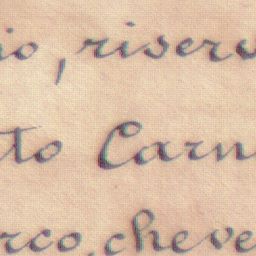 io, riserv
to Carn
rco, cheve